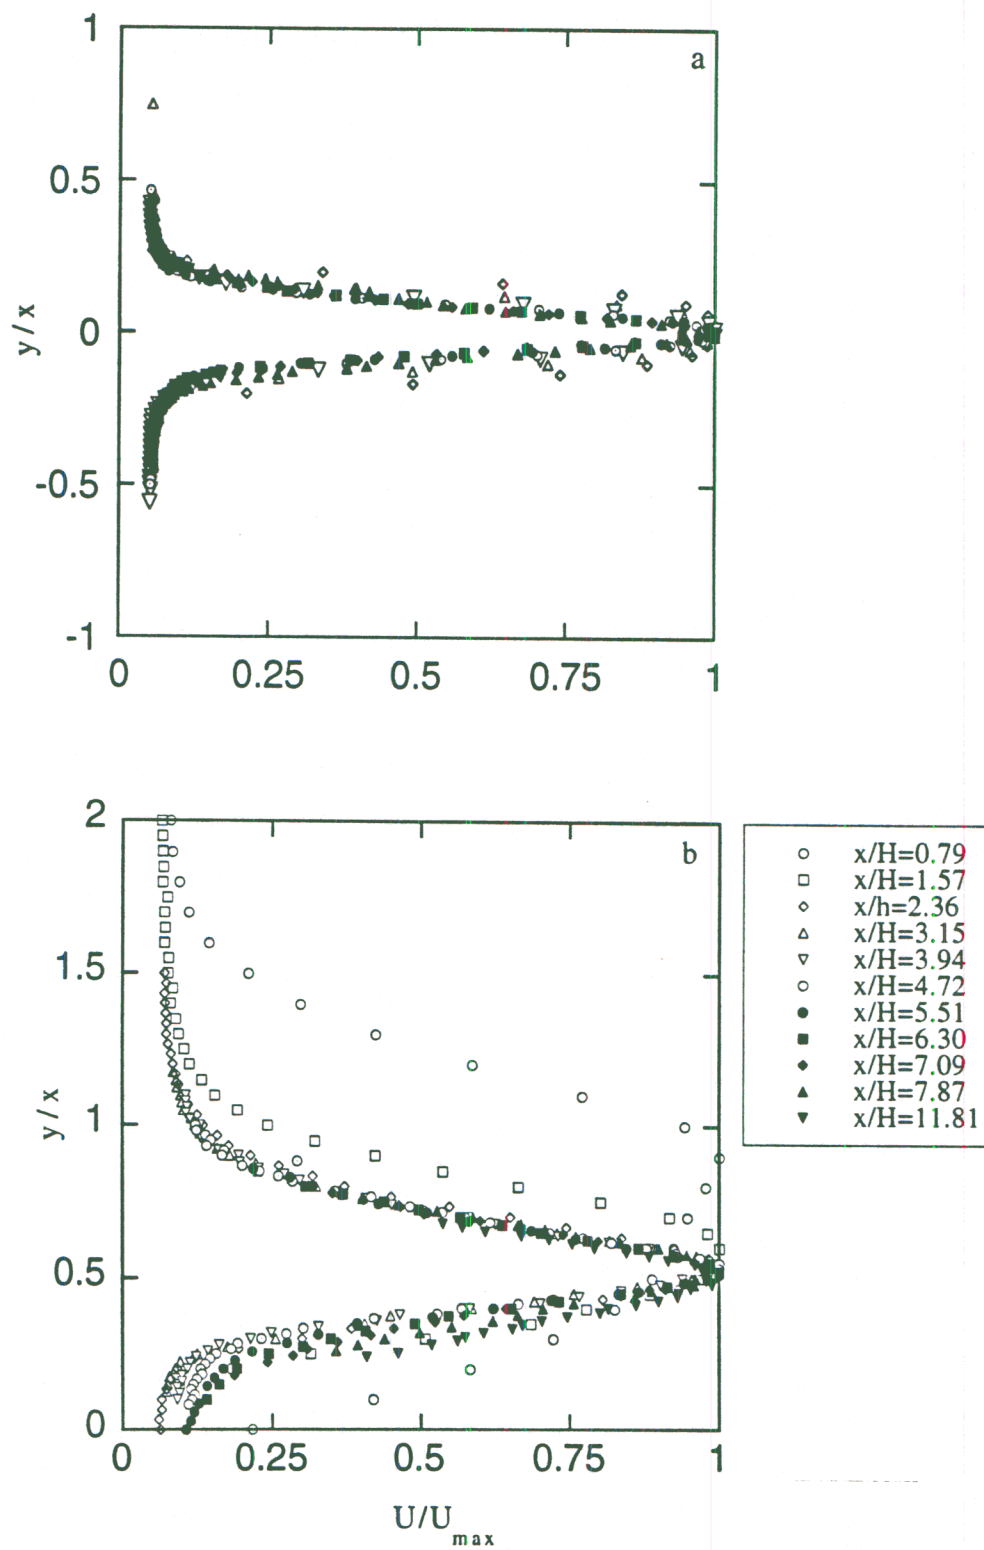 1
a
0.5
0
y / x
-0.5
-1
0 0.25 0.5 0.75 1
2
b
1.5
1
y / x
0.5
0
0 0.25 0.5 0.75 1
U/Umax
x/H=0.79
x/H=1.57
x/h=2.36
x/H=3.15
x/H=3.94
x/H=4.72
x/H=5.51
x/H=6.30
x/H=7.09
x/H=7.87
x/H=11.81